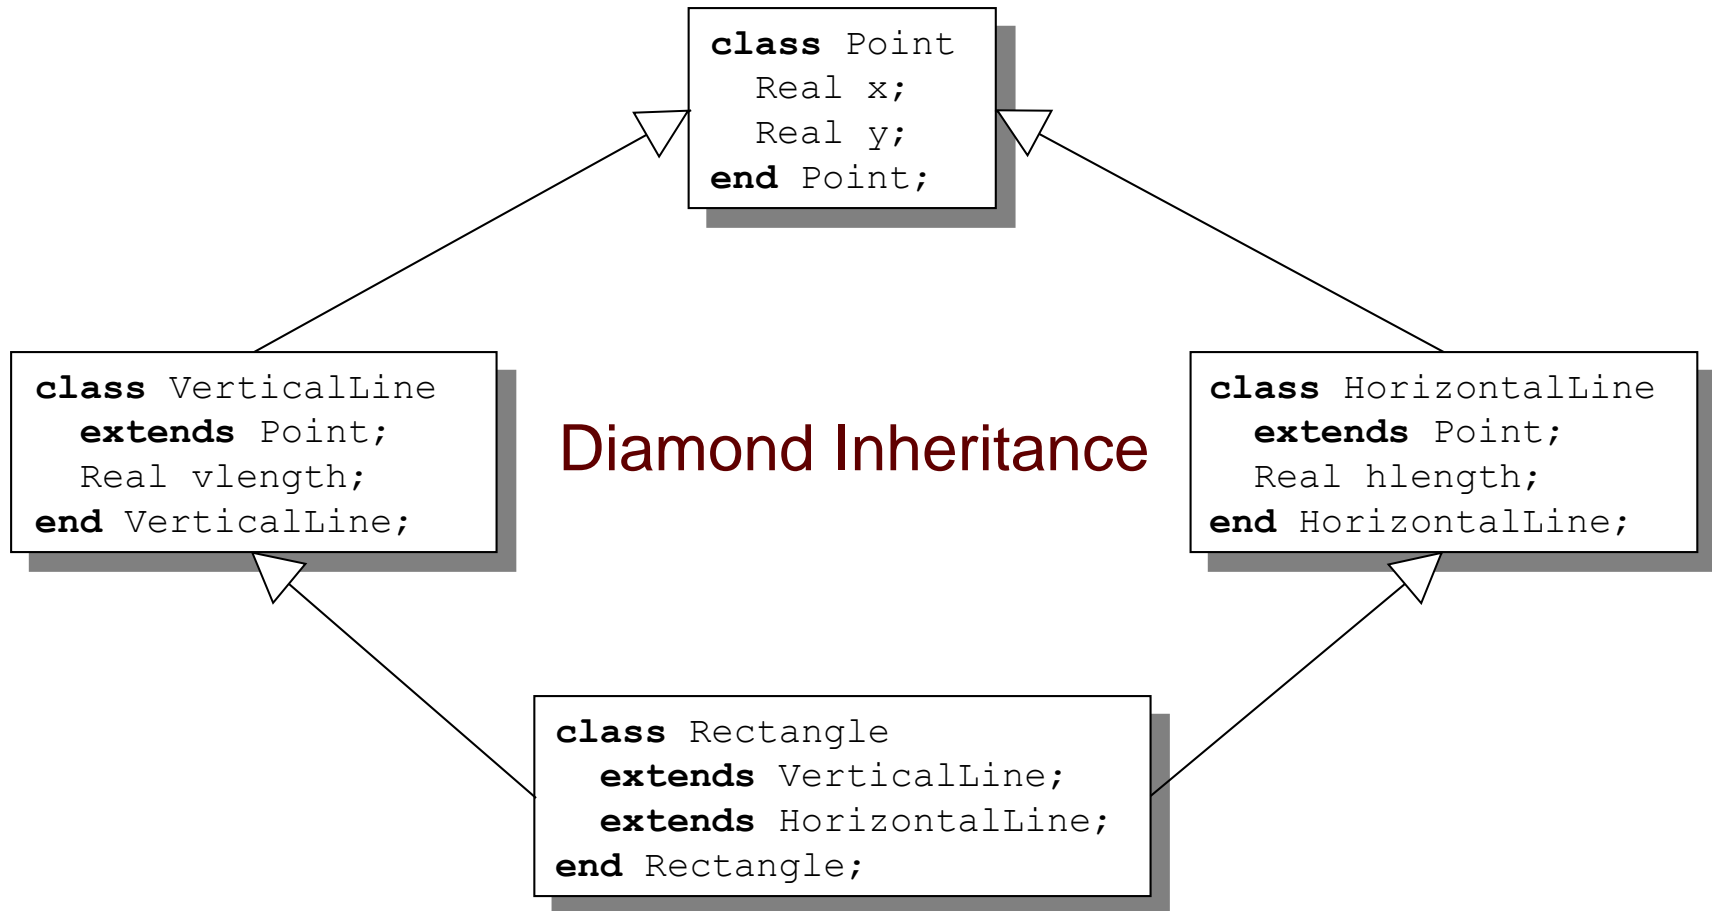 class Point
Real x;
Real y;
end Point;
class VerticalLine
extends Point;
Real vlength;
end VerticalLine;
Diamond Inheritance
class HorizontalLine
extends Point;
Real hlength;
end HorizontalLine;
class Rectangle
extends VerticalLine;
extends HorizontalLine;
end Rectangle;